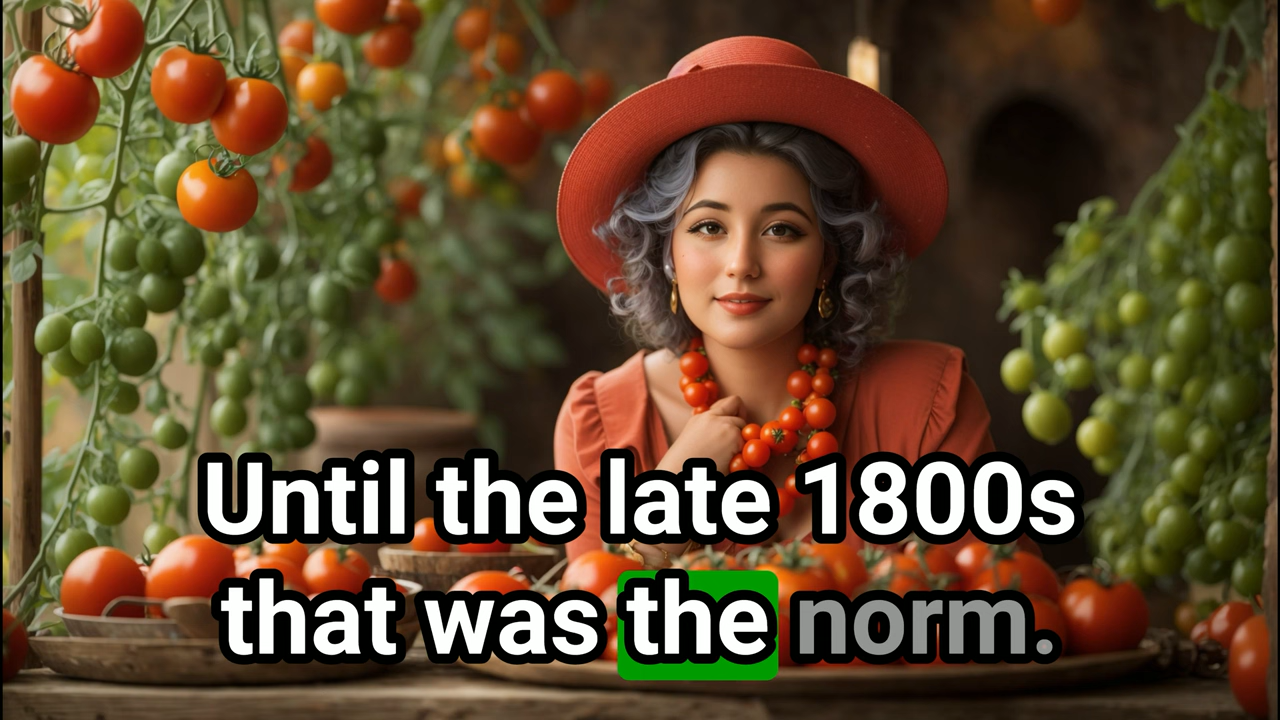 Until the late 1800s
that was the norm.